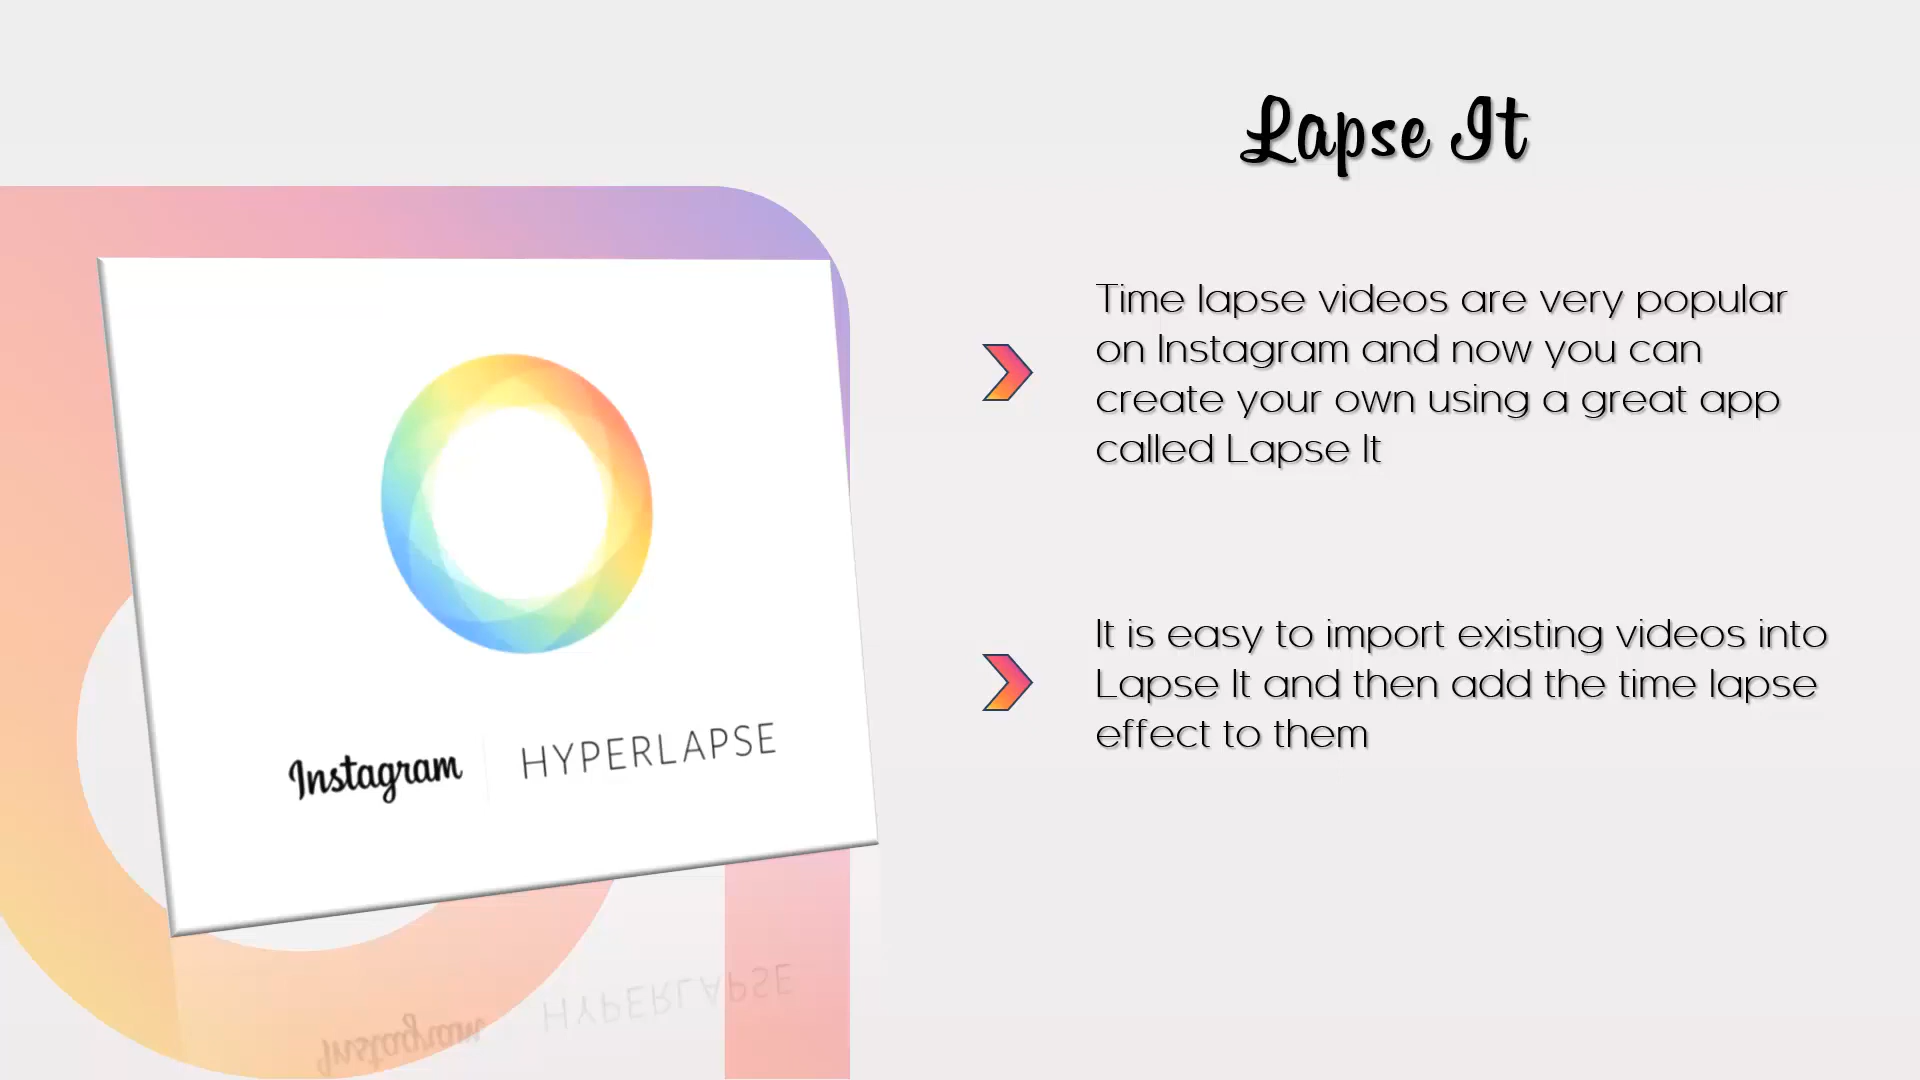 Lapse It
Time lapse videos are very popular
on Instagram and now you can
create your own using a great app
called Lapse It
It is easy to import existing videos into
Lapse It and then add the time lapse
effect to them
Instagram | HYPERLAPSE
Instagram HYPERLAPSE